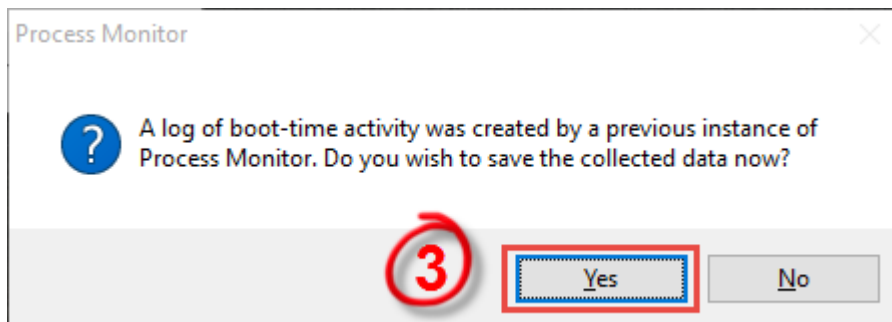 Process Monitor
A log of boot-time activity was created by a previous instance of
Process Monitor. Do you wish to save the collected data now?
3
Yes
No